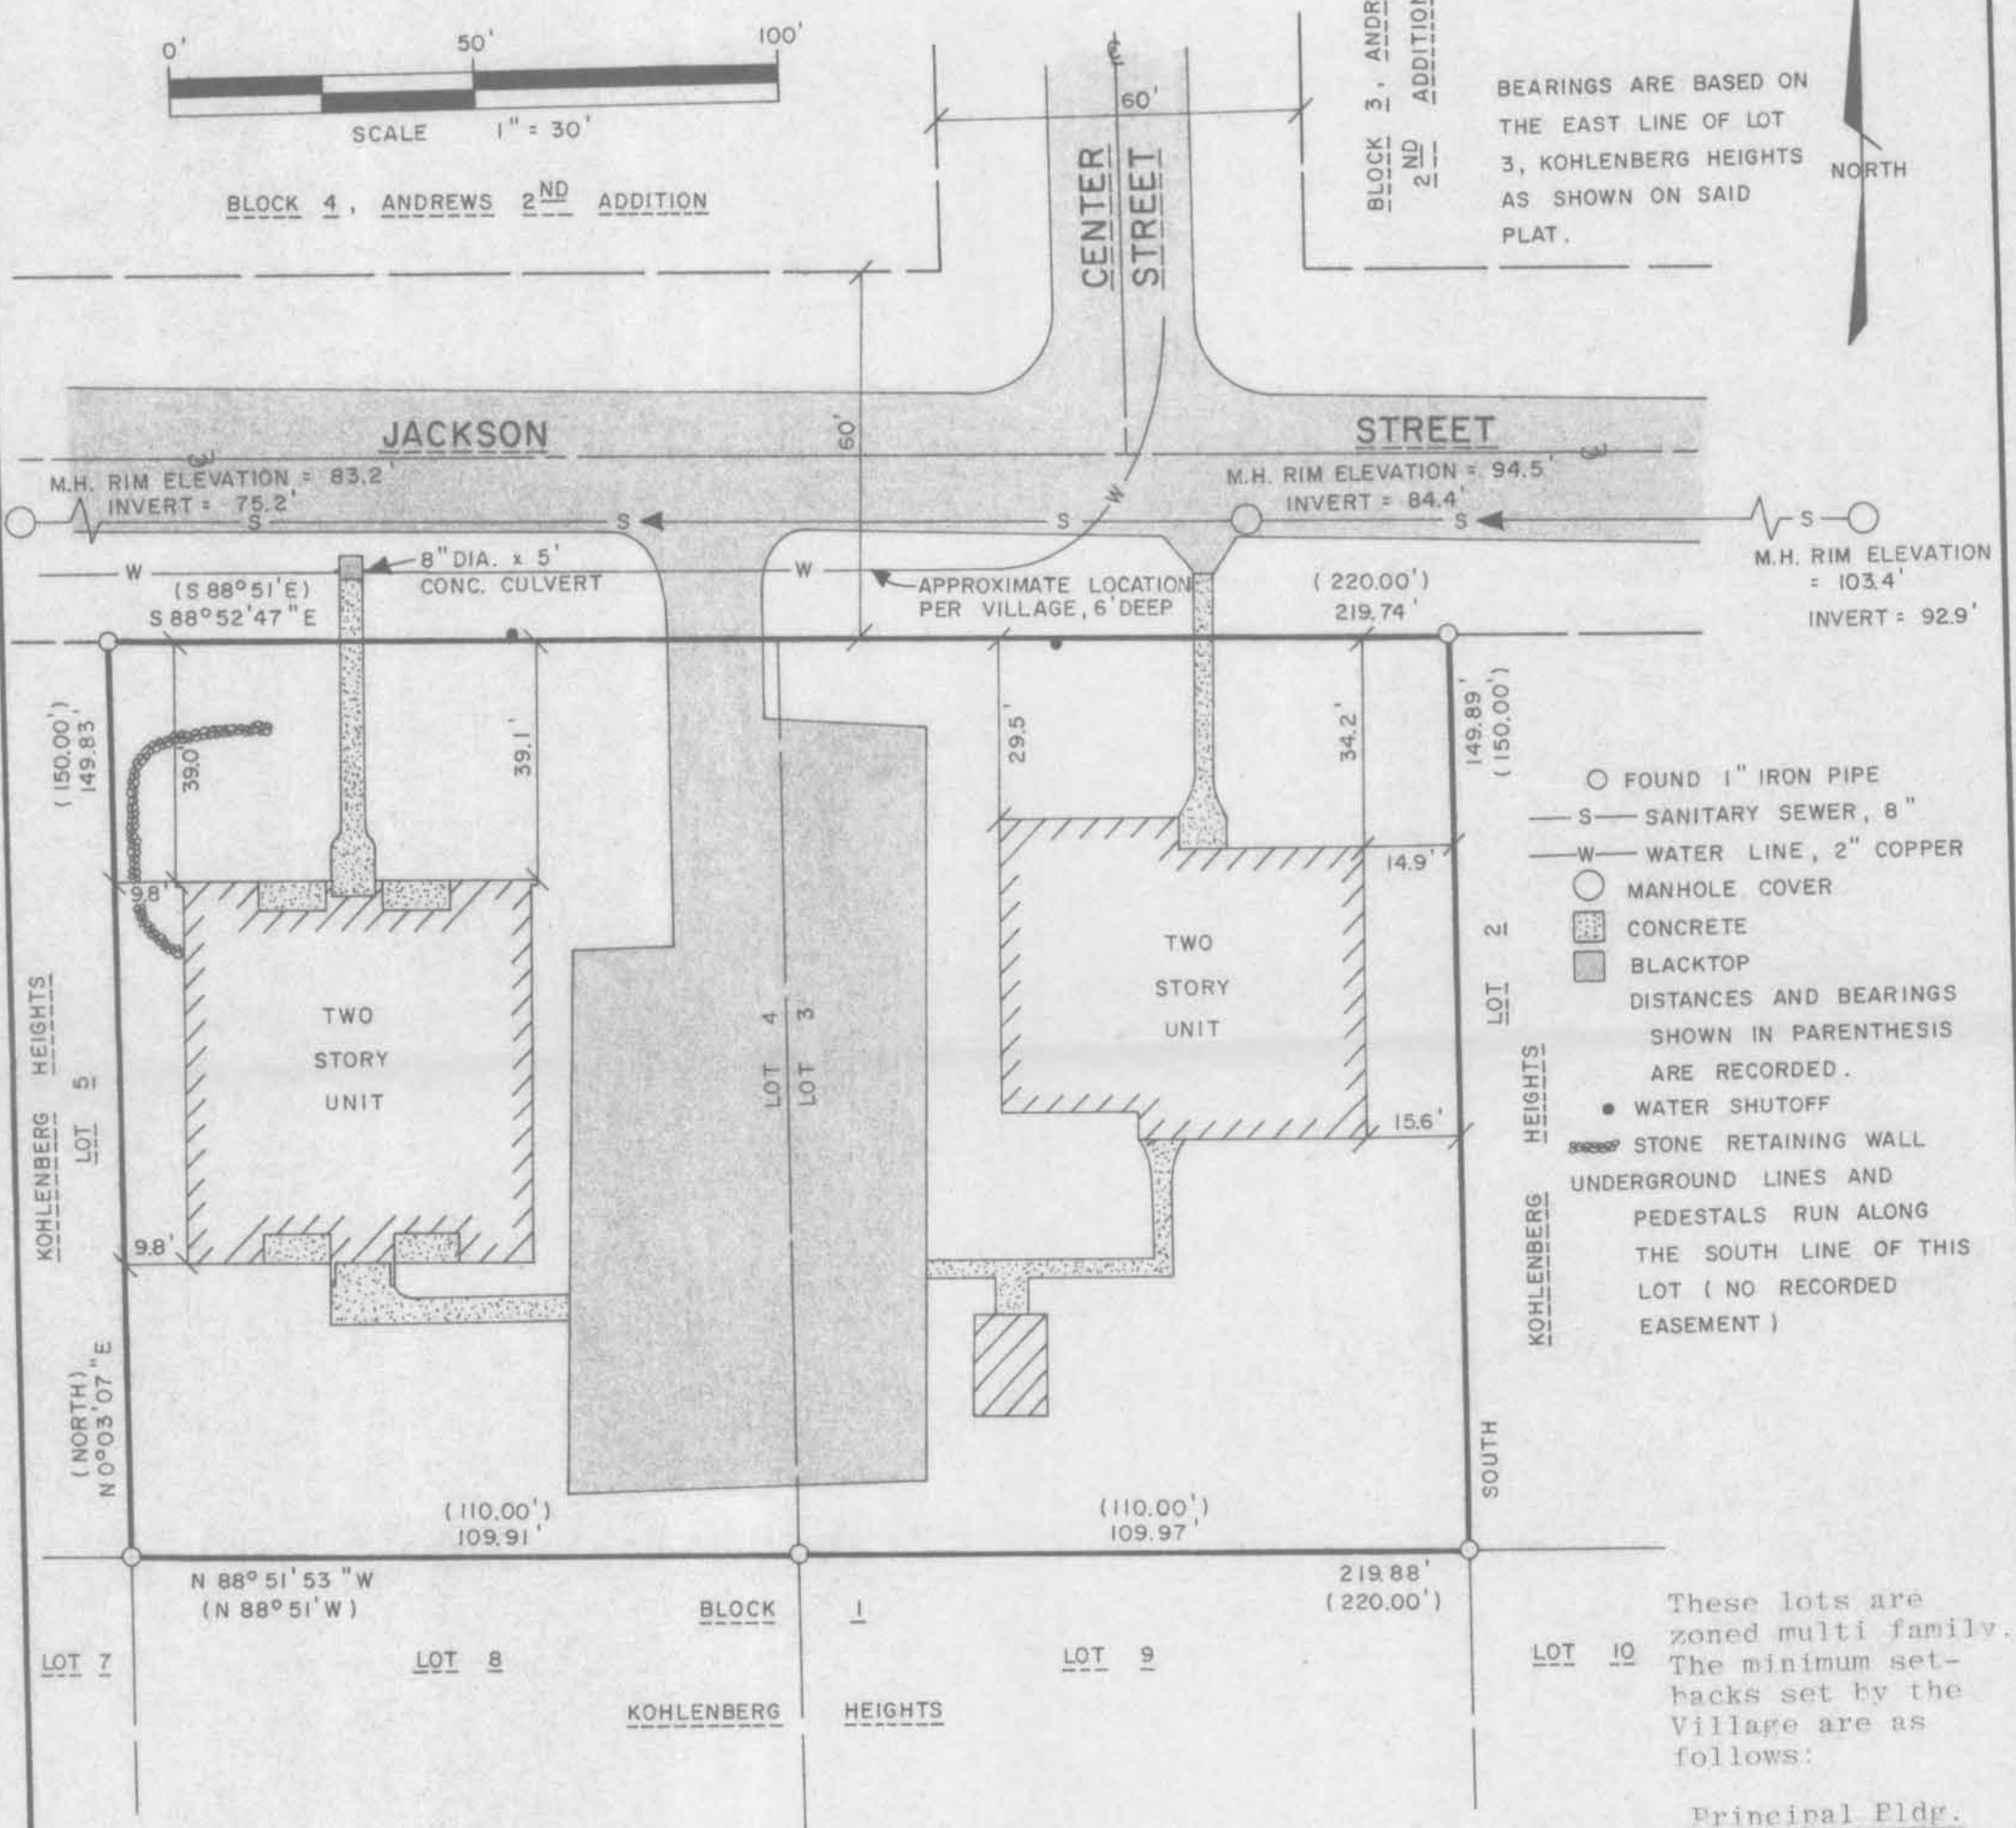 0' 50' 100'
SCALE 1" = 30'
BLOCK 4, ANDREWS 2ND ADDITION
60'
CENTER
STREET
BLOCK 3, ANDR
2ND ADDITION
BEARINGS ARE BASED ON
THE EAST LINE OF LOT
3, KOHLENBERG HEIGHTS
AS SHOWN ON SAID
PLAT.
NORTH
JACKSON
60'
STREET
M.H. RIM ELEVATION = 83.2'
INVERT = 75.2'
M.H. RIM ELEVATION = 94.5'
INVERT = 84.4'
S S S S S
W
M.H. RIM ELEVATION
= 103.4'
INVERT = 92.9'
W W
8" DIA. x 5'
CONC. CULVERT
APPROXIMATE LOCATION
PER VILLAGE, 6' DEEP
(S 88°51'E)
S 88°52'47"E
(220.00')
219.74'
(150.00')
149.83'
39.0'
39.1'
29.5'
34.2'
149.89'
(150.00')
9.8'
14.9'
TWO
STORY
UNIT
TWO
STORY
UNIT
LOT 4
LOT 3
15.6'
9.8'
KOHLENBERG HEIGHTS
LOT 5
(NORTH)
N 0°03'07"E
LOT 2
KOHLENBERG HEIGHTS
SOUTH
FOUND 1" IRON PIPE
S SANITARY SEWER, 8"
W WATER LINE, 2" COPPER
MANHOLE COVER
CONCRETE
BLACKTOP
DISTANCES AND BEARINGS
SHOWN IN PARENTHESIS
ARE RECORDED.
WATER SHUTOFF
STONE RETAINING WALL
UNDERGROUND LINES AND
PEDESTALS RUN ALONG
THE SOUTH LINE OF THIS
LOT (NO RECORDED
EASEMENT)
(110.00')
109.91'
(110.00')
109.97'
N 88°51'53"W
(N 88°51'W)
219.88'
(220.00')
BLOCK 1
LOT 7
LOT 8
LOT 9
LOT 10
KOHLENBERG HEIGHTS
These lots are
zoned multi family.
The minimum set-
backs set by the
Village are as
follows:
Principal Bldg.